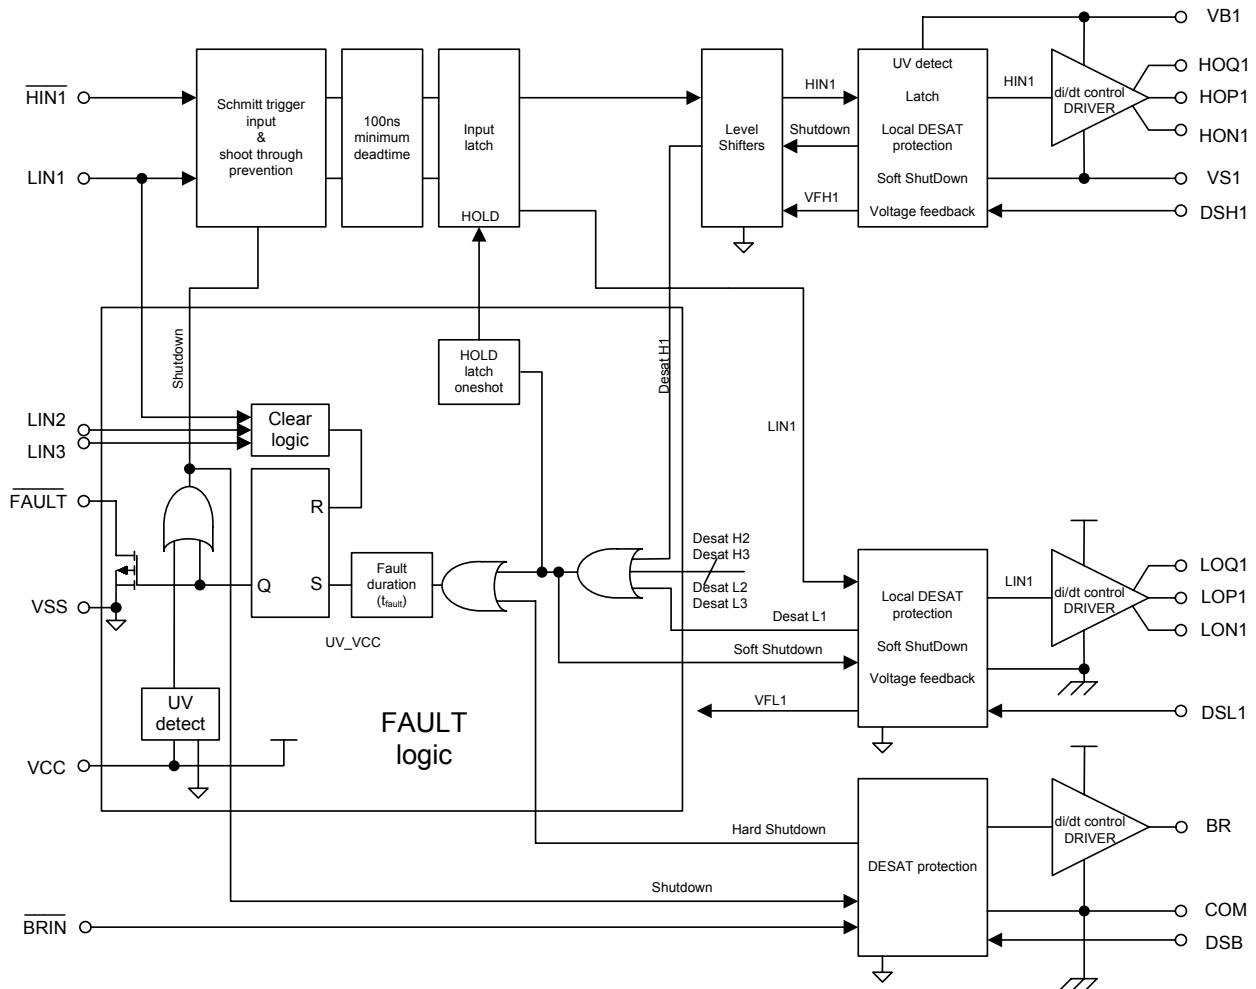 VB1
HIN1
Schmitt trigger
input
&
shoot through
prevention
100ns
minimum
deadtime
Input
latch
HOLD
Level
Shifters
HIN1
Shutdown
VFH1
UV detect
Latch
Local DESAT
protection
Soft ShutDown
Voltage feedback
HIN1
di/dt control
DRIVER
HOQ1
HOP1
HON1
LIN1
VS1
DSH1
Shutdown
HOLD
latch
oneshot
Desat H1
LIN1
LIN2
LIN3
Clear
logic
FAULT
R
Q
S
Fault
duration
(tfault)
UV_VCC
Desat H2
Desat H3
Desat L2
Desat L3
Desat L1
Soft Shutdown
VFL1
Local DESAT
protection
Soft ShutDown
Voltage feedback
LIN1
di/dt control
DRIVER
LOQ1
LOP1
LON1
VSS
DSL1
UV
detect
FAULT
logic
VCC
Hard Shutdown
DESAT protection
di/dt control
DRIVER
BR
Shutdown
COM
BRIN
DSB